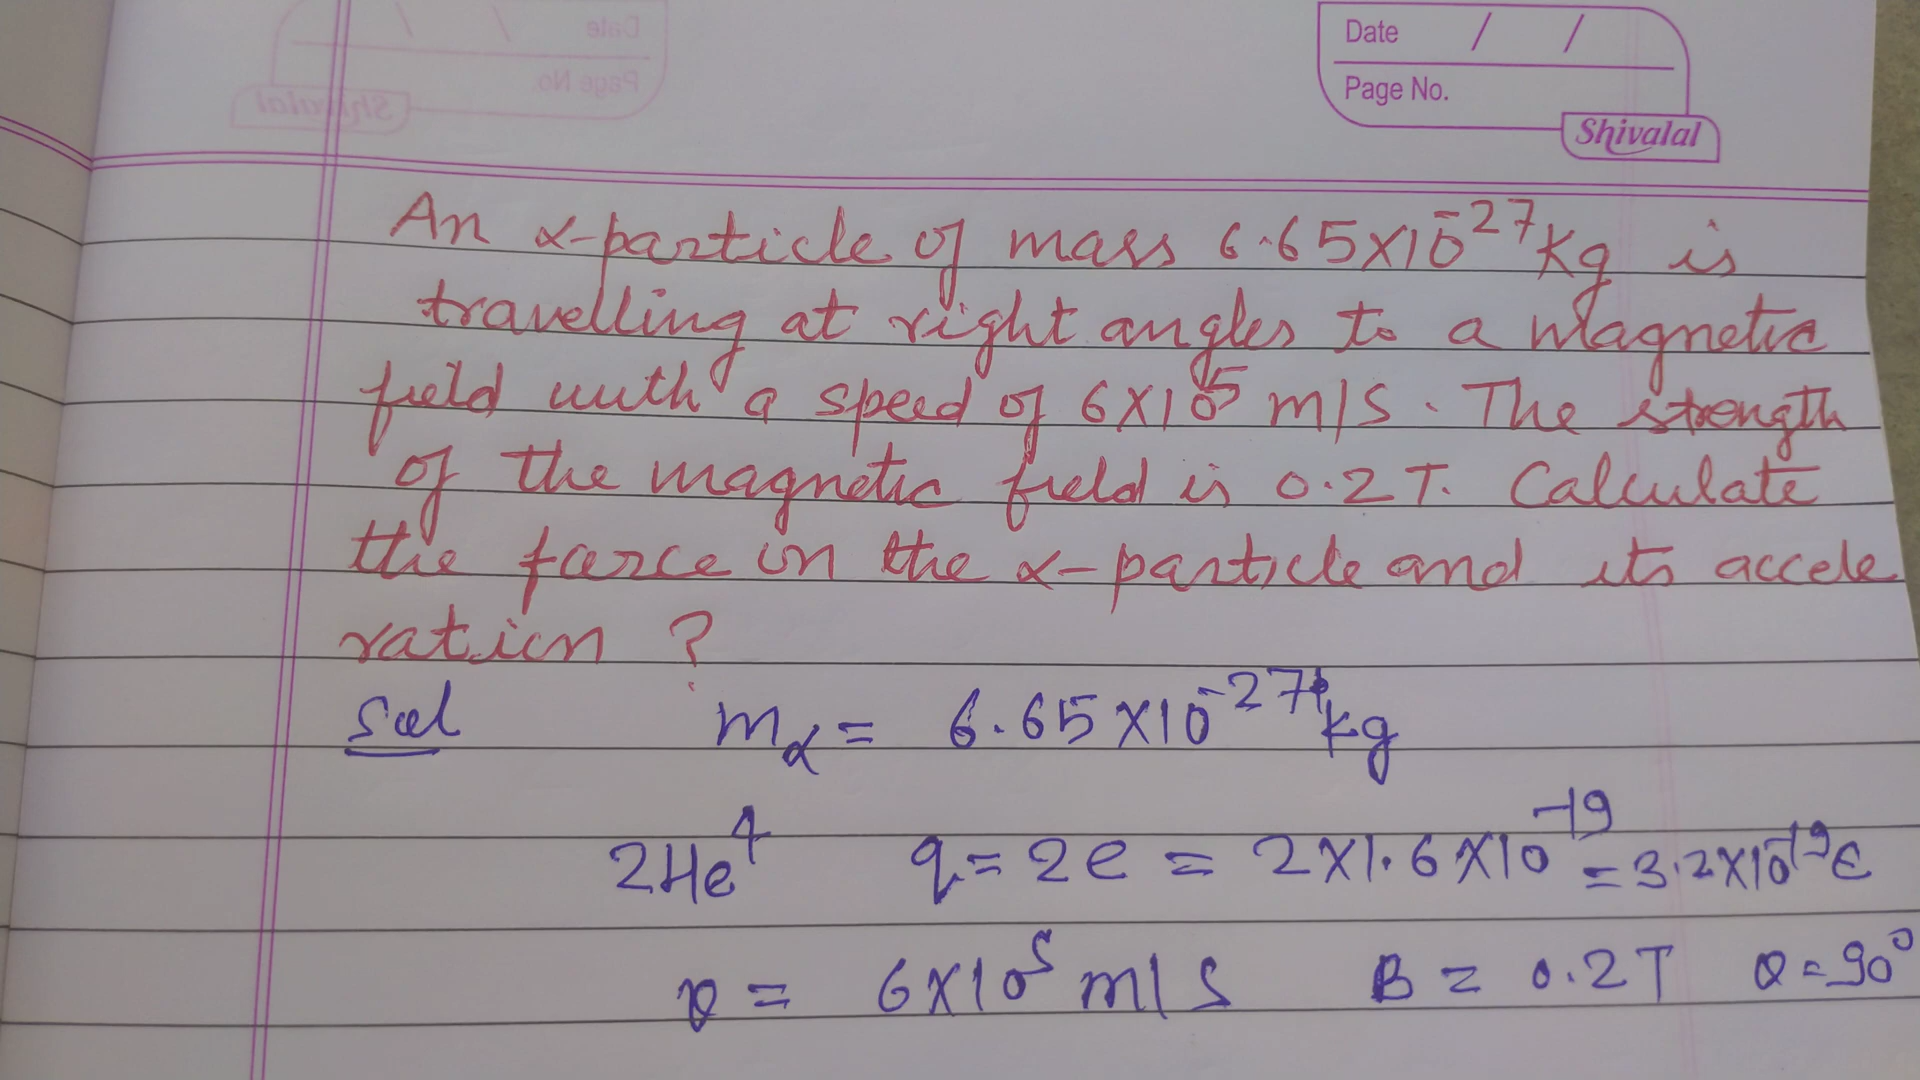 Date / /
Page No.
Shivalal
An α-particle of mass 6.65×10⁻²⁷ Kg is
travelling at right angles to a magnetic
field with a speed of 6×10⁵ m/s. The strength
of the magnetic field is 0.2T. Calculate
the force on the α-particle and its accele
ration ?
Sol mα = 6.65×10⁻²⁷ kg
2He⁴ q = 2e = 2×1.6×10⁻¹⁹ = 3.2×10⁻¹⁹C
v = 6×10⁵ m/s B = 0.2T θ = 90°